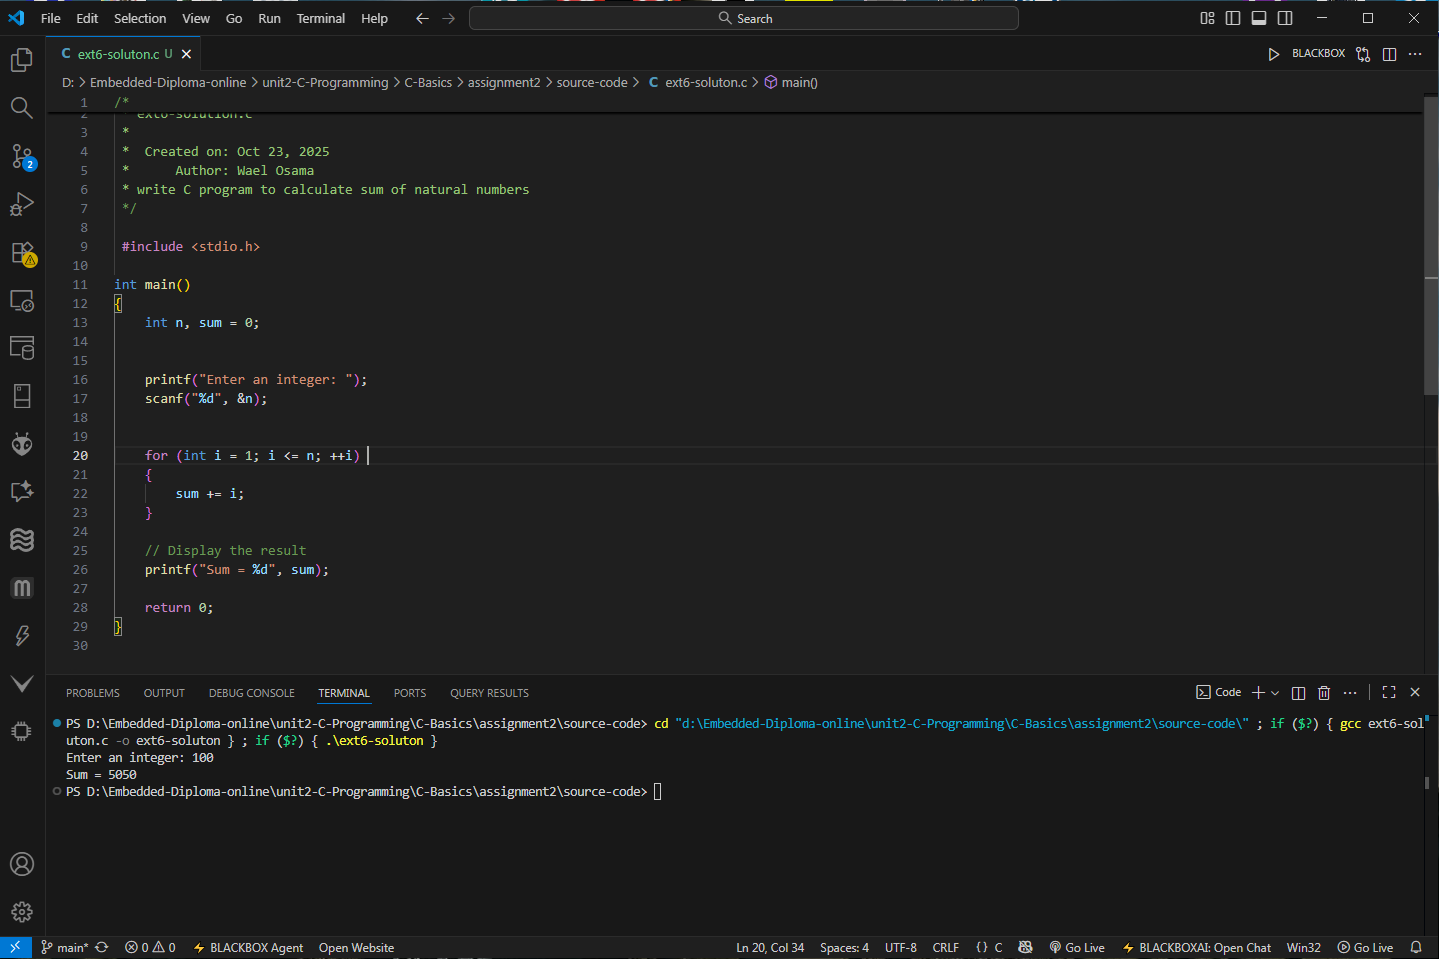 File Edit Selection View Go Run Terminal Help
Search
C ext6-soluton.c U
BLACKBOX
D: > Embedded-Diploma-online > unit2-C-Programming > C-Basics > assignment2 > source-code > C ext6-soluton.c > main()
1 /*
2 ext6-solution.c
3 *
4 * Created on: Oct 23, 2025
5 * Author: Wael Osama
6 * write C program to calculate sum of natural numbers
7 */
8
9 #include <stdio.h>
10
11 int main()
12 {
13 int n, sum = 0;
14
15
16 printf("Enter an integer: ");
17 scanf("%d", &n);
18
19
20 for (int i = 1; i <= n; ++i)
21 {
22 sum += i;
23 }
24
25 // Display the result
26 printf("Sum = %d", sum);
27
28 return 0;
29 }
30
2
PROBLEMS OUTPUT DEBUG CONSOLE TERMINAL PORTS QUERY RESULTS
Code
PS D:\Embedded-Diploma-online\unit2-C-Programming\C-Basics\assignment2\source-code> cd "d:\Embedded-Diploma-online\unit2-C-Programming\C-Basics\assignment2\source-code\" ; if ($?) { gcc ext6-sol
uton.c -o ext6-soluton } ; if ($?) { .\ext6-soluton }
Enter an integer: 100
Sum = 5050
PS D:\Embedded-Diploma-online\unit2-C-Programming\C-Basics\assignment2\source-code>
main* 0 0 BLACKBOX Agent Open Website
Ln 20, Col 34 Spaces: 4 UTF-8 CRLF {} C Go Live BLACKBOXAI: Open Chat Win32 Go Live